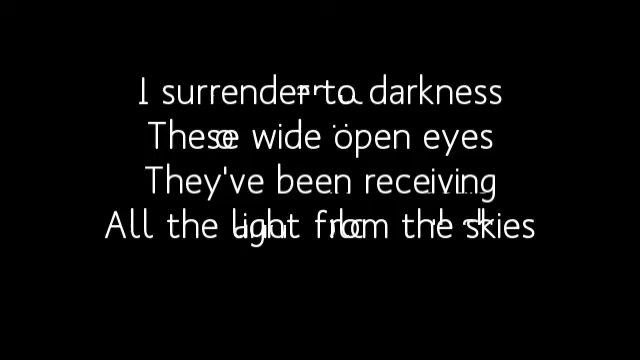 I surrender to darkness
These wide open eyes
They've been receiving
All the light from the skies